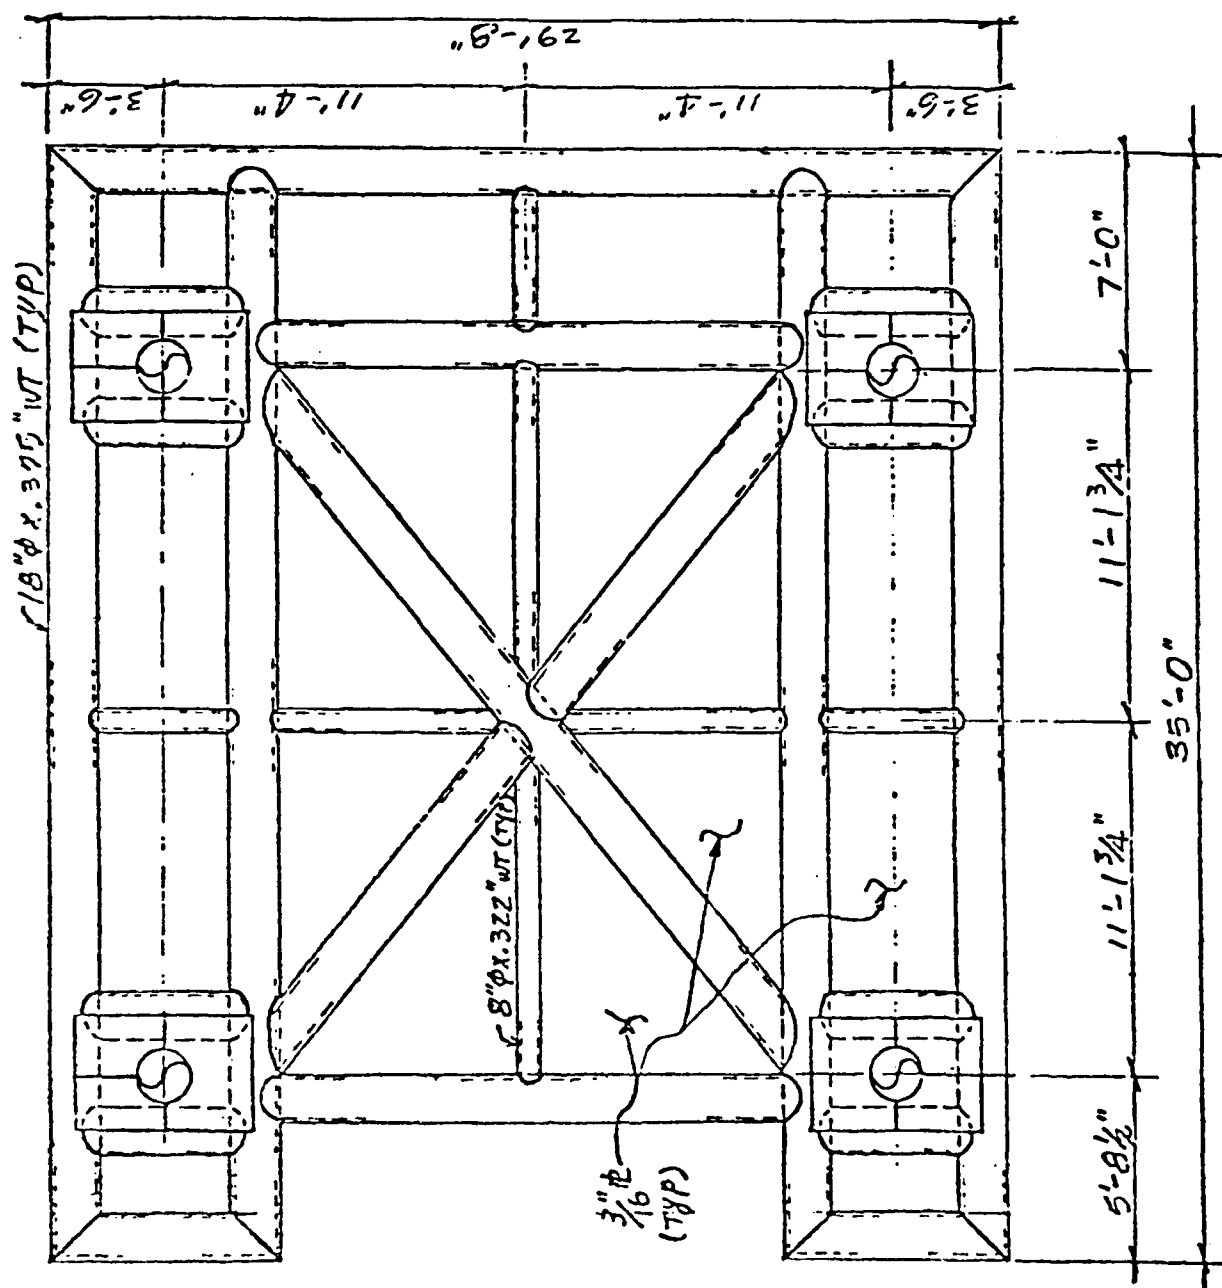 29'-8"
3'-6"
11'-4"
11'-4"
3'-6"
18"φ x .375" WT (TYP)
7'-0"
11'-1 3/4"
35'-0"
8"φ x .322" WT (TYP)
11'-1 3/4"
3/16" PL
(TYP)
5'-8 1/2"